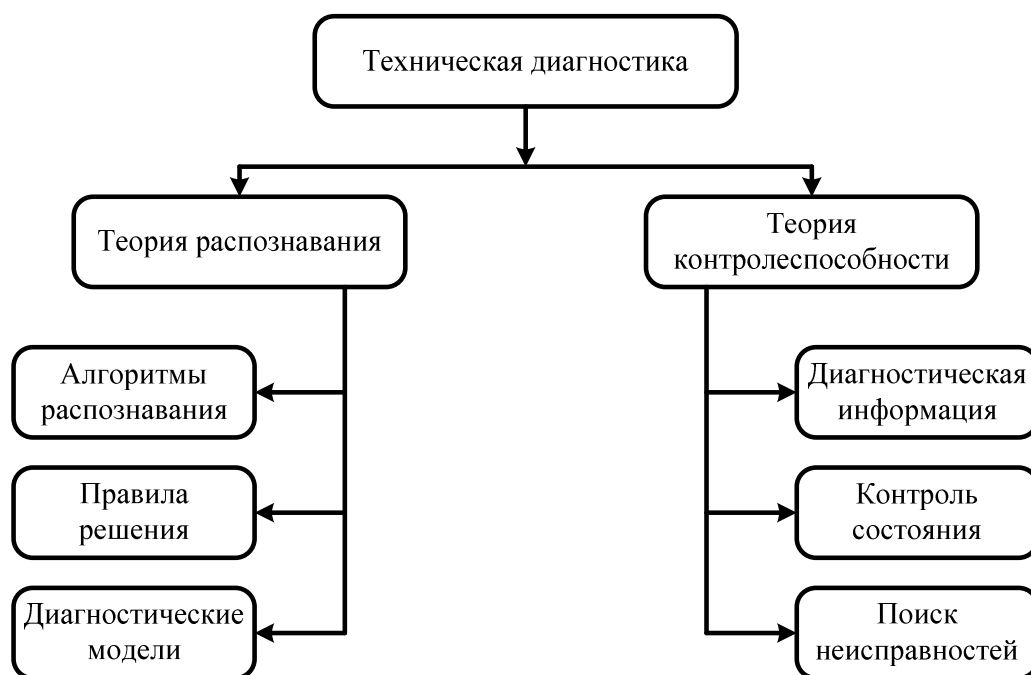 Техническая диагностика
Теория распознавания
Теория
контролеспособности
Алгоритмы
распознавания
Правила
решения
Диагностические
модели
Диагностическая
информация
Контроль
состояния
Поиск
неисправностей